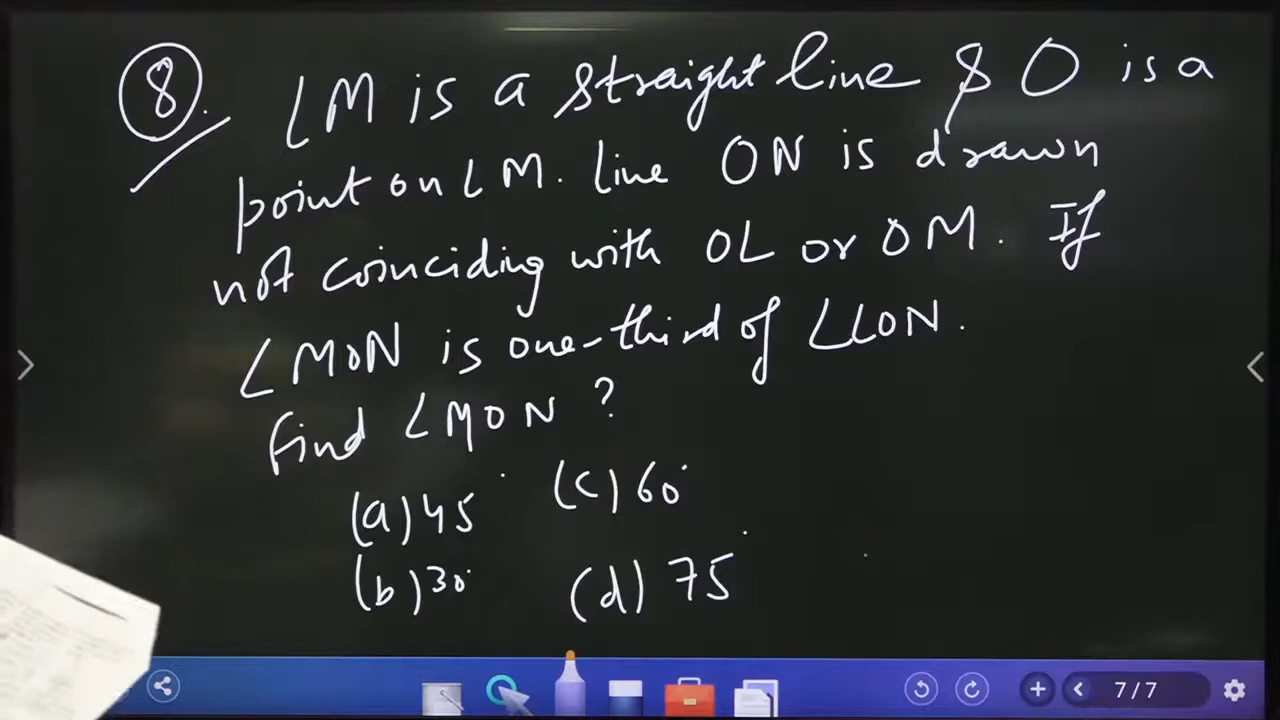 8.
LM is a straight line & O is a
point on LM. line ON is drawn
not coinciding with OL or OM. If
∠MON is one-third of ∠LON.
find ∠MON ?
(a) 45° (c) 60°
(b) 30° (d) 75°
7/7